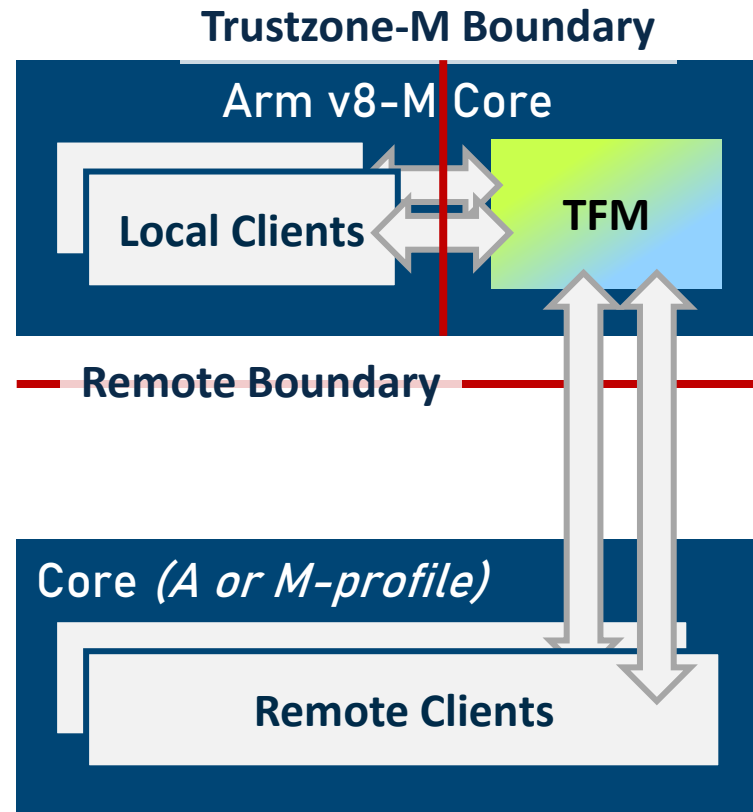 Trustzone-M Boundary
Arm v8-M Core
Local Clients
TFM
Remote Boundary
Core (A or M-profile)
Remote Clients